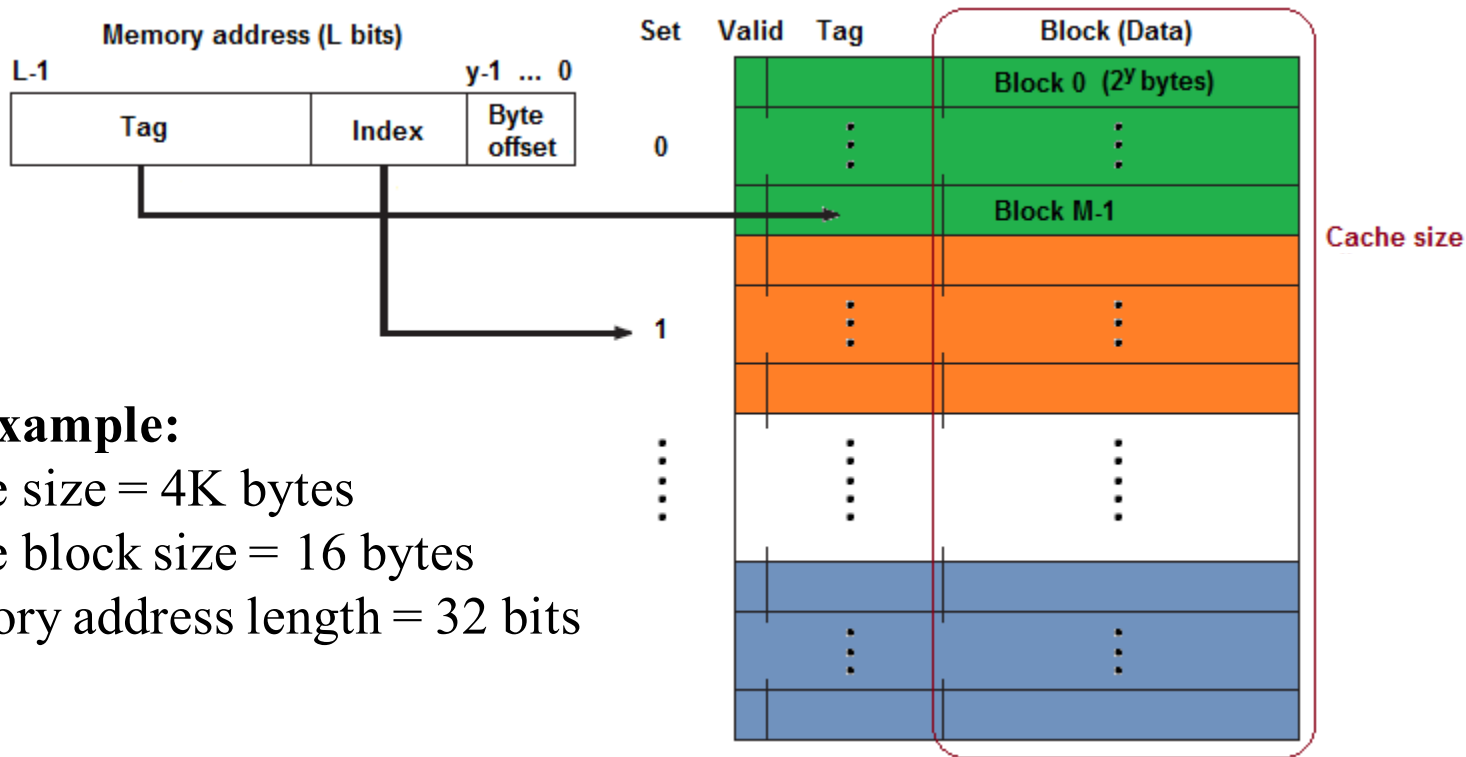 Memory address (L bits)
L-1 y-1 ... 0
Tag Index Byte offset
Set Valid Tag Block (Data)
Block 0 (2^y bytes)
0
Block M-1
Cache size
1
xample:
e size = 4K bytes
e block size = 16 bytes
ory address length = 32 bits